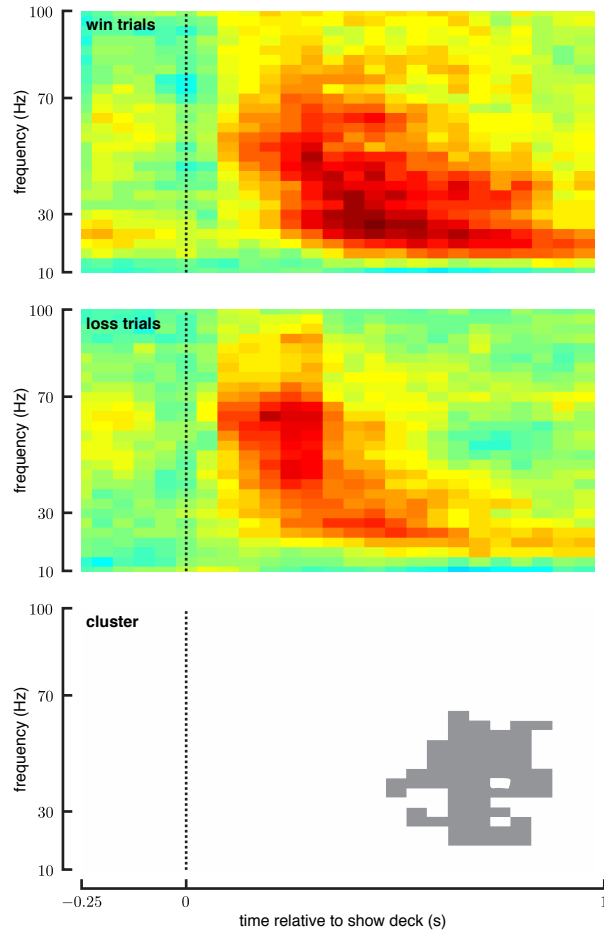 100
win trials
70
frequency (Hz)
30
10
100
loss trials
70
frequency (Hz)
30
10
100
cluster
70
frequency (Hz)
30
10
−0.25 0 1
time relative to show deck (s)